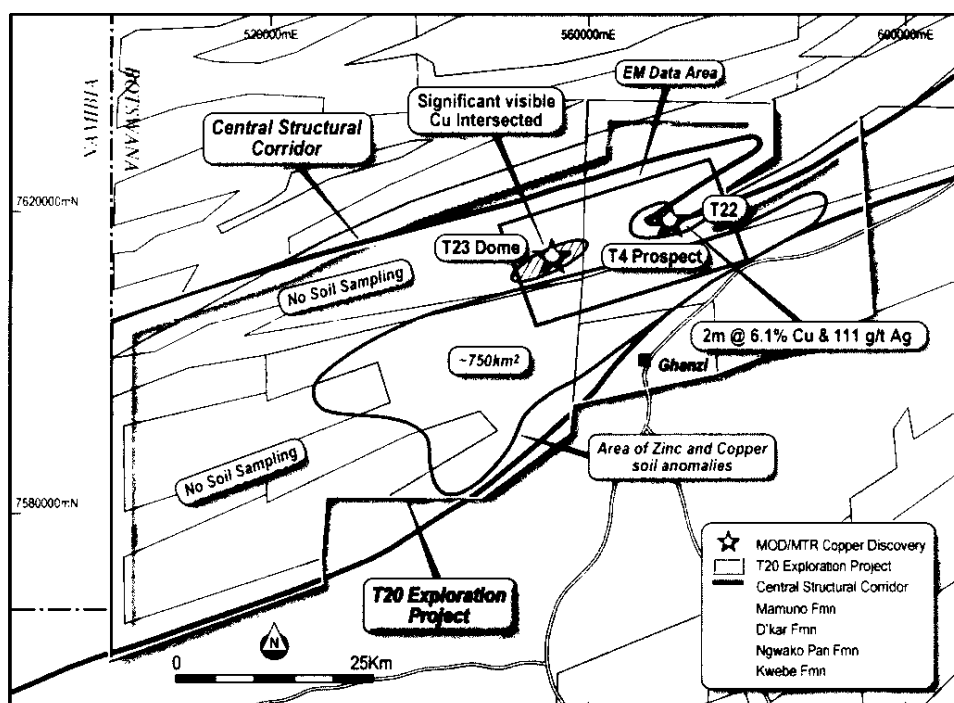 520000mE
560000mE
600000mE
EM Data Area
NAMIBIA
BOTSWANA
Significant visible
Cu Intersected
Central Structural
Corridor
7620000mN
T22
T23 Dome
T4 Prospect
No Soil Sampling
2m @ 6.1% Cu & 111 g/t Ag
~750km²
Ghanzi
Area of Zinc and Copper
soil anomalies
No Soil Sampling
7580000mN
T20 Exploration
Project
N
0
25Km
MOD/MTR Copper Discovery
T20 Exploration Project
Central Structural Corridor
Mamuno Fmn
D'kar Fmn
Ngwako Pan Fmn
Kwebe Fmn